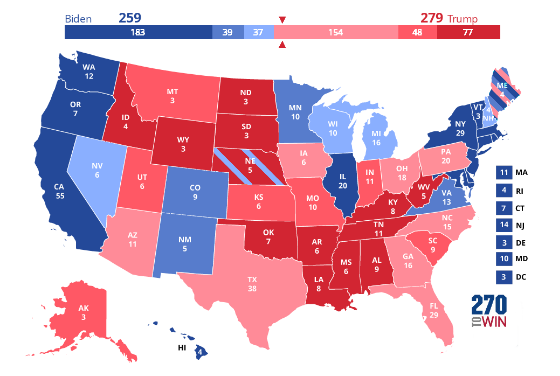 Biden 259 279 Trump
183 39 37 154 48 77
WA
12
OR
7
CA
55
NV
6
ID
4
MT
3
WY
3
UT
6
AZ
11
CO
9
NM
5
ND
3
SD
3
NE
5
KS
6
OK
7
TX
38
MN
10
IA
6
MO
10
AR
6
LA
8
WI
10
IL
20
MI
16
IN
11
OH
18
KY
8
TN
11
MS
6
AL
9
GA
16
FL
29
SC
9
NC
15
VA
13
WV
5
PA
20
NY
29
VT
3
NH
4
ME
AK
3
HI
4
11 MA
4 RI
7 CT
14 NJ
3 DE
10 MD
3 DC
270
TO WIN